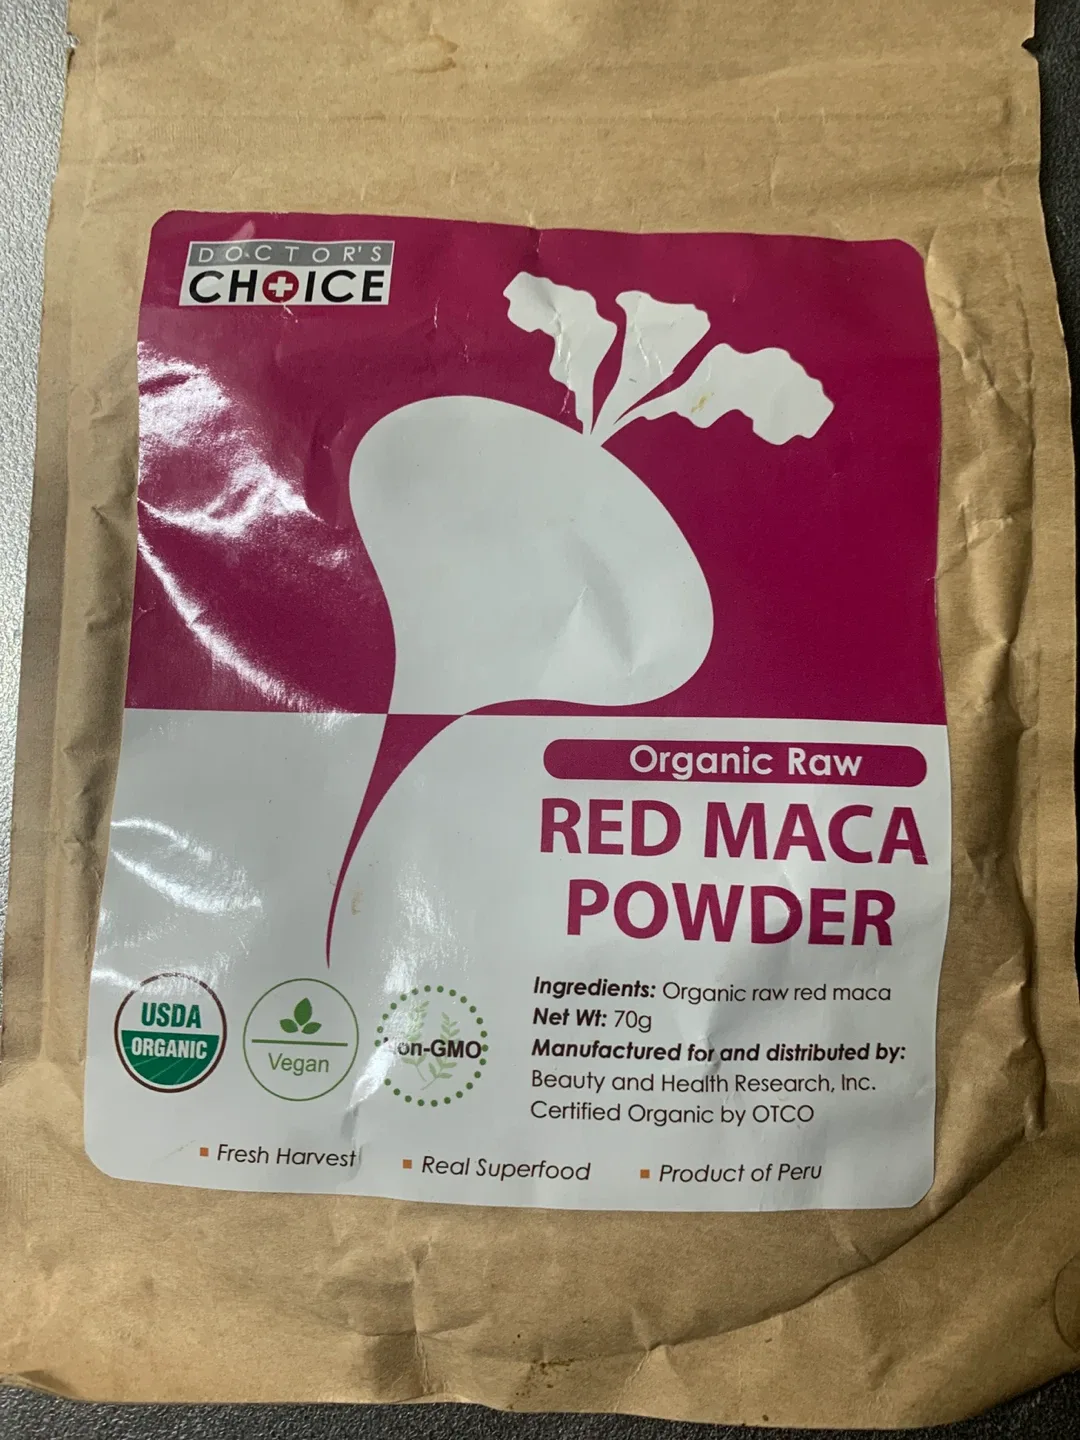 DOCTOR'S
CHOICE
Organic Raw
RED MACA
POWDER
Ingredients: Organic raw red maca
Net Wt: 70g
Manufactured for and distributed by:
Beauty and Health Research, Inc.
Certified Organic by OTCO
USDA
ORGANIC
Vegan
Non-GMO
Fresh Harvest
Real Superfood
Product of Peru